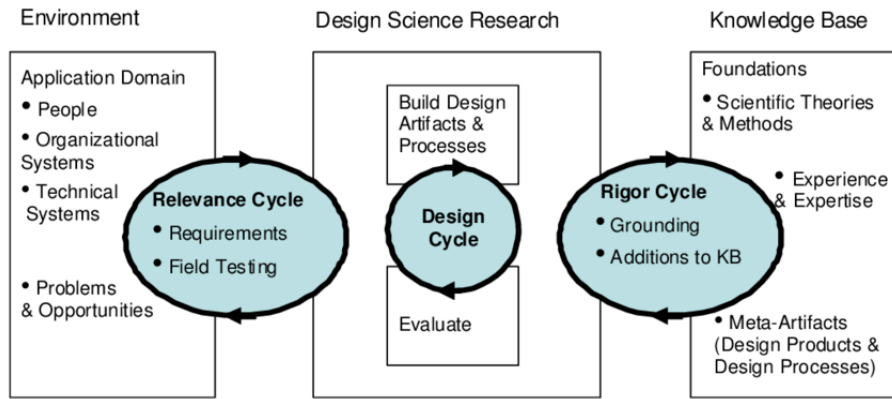 Environment
Design Science Research
Knowledge Base
Application Domain
• People
• Organizational
Systems
• Technical
Systems
• Problems
& Opportunities
Relevance Cycle
• Requirements
• Field Testing
Build Design
Artifacts &
Processes
Design
Cycle
Evaluate
Rigor Cycle
• Grounding
• Additions to KB
Foundations
• Scientific Theories
& Methods
• Experience
& Expertise
• Meta-Artifacts
(Design Products &
Design Processes)